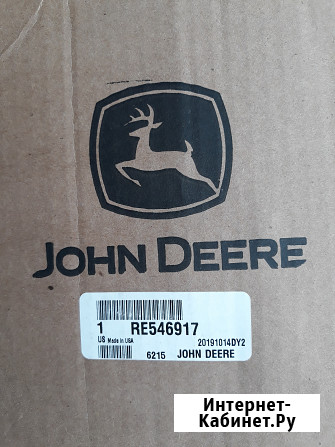 JOHN DEERE
1 RE546917
US Made in USA 20191014DY2
6215 JOHN DEERE
Интернет-
Кабинет.Ру